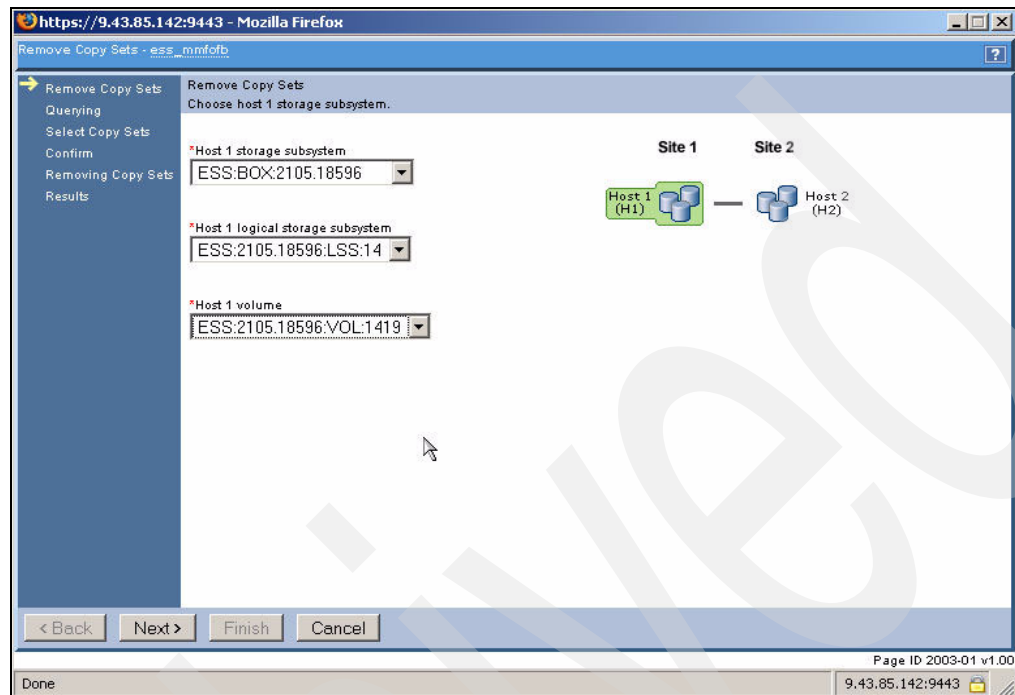 https://9.43.85.142:9443 - Mozilla Firefox
Remove Copy Sets - ess_mmfofb
?
Remove Copy Sets
Querying
Select Copy Sets
Confirm
Removing Copy Sets
Results
Remove Copy Sets
Choose host 1 storage subsystem.
*Host 1 storage subsystem
ESS:BOX:2105.18596
*Host 1 logical storage subsystem
ESS:2105.18596:LSS:14
*Host 1 volume
ESS:2105.18596:VOL:1419
Site 1 Site 2
Host 1
(H1)
Host 2
(H2)
< Back Next > Finish Cancel
Page ID 2003-01 v1.00
Done 9.43.85.142:9443